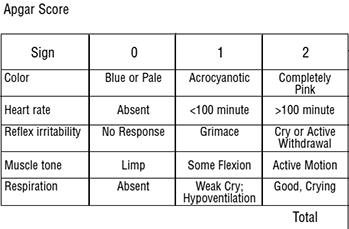 Apgar Score
Sign 0 1 2
Color Blue or Pale Acrocyanotic Completely
Pink
Heart rate Absent <100 minute >100 minute
Reflex irritability No Response Grimace Cry or Active
Withdrawal
Muscle tone Limp Some Flexion Active Motion
Respiration Absent Weak Cry; Good, Crying
Hypoventilation
Total